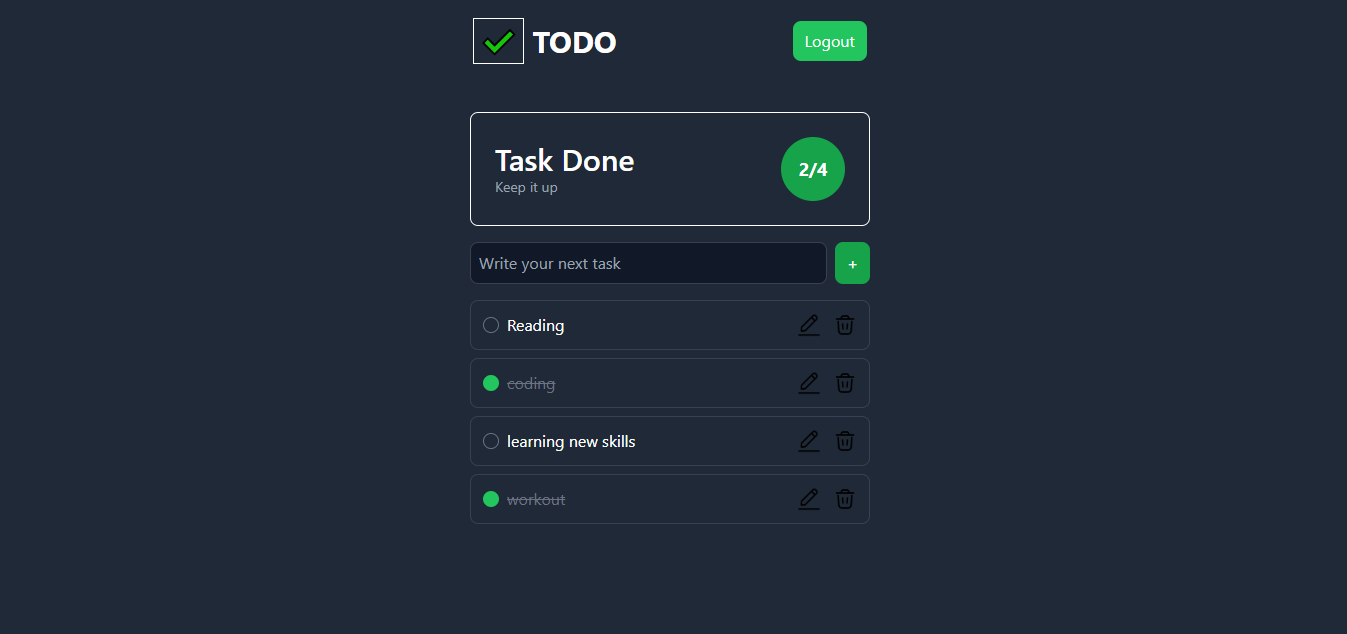 TODO
Logout
Task Done
Keep it up
2/4
Write your next task
+
Reading
coding
learning new skills
workout